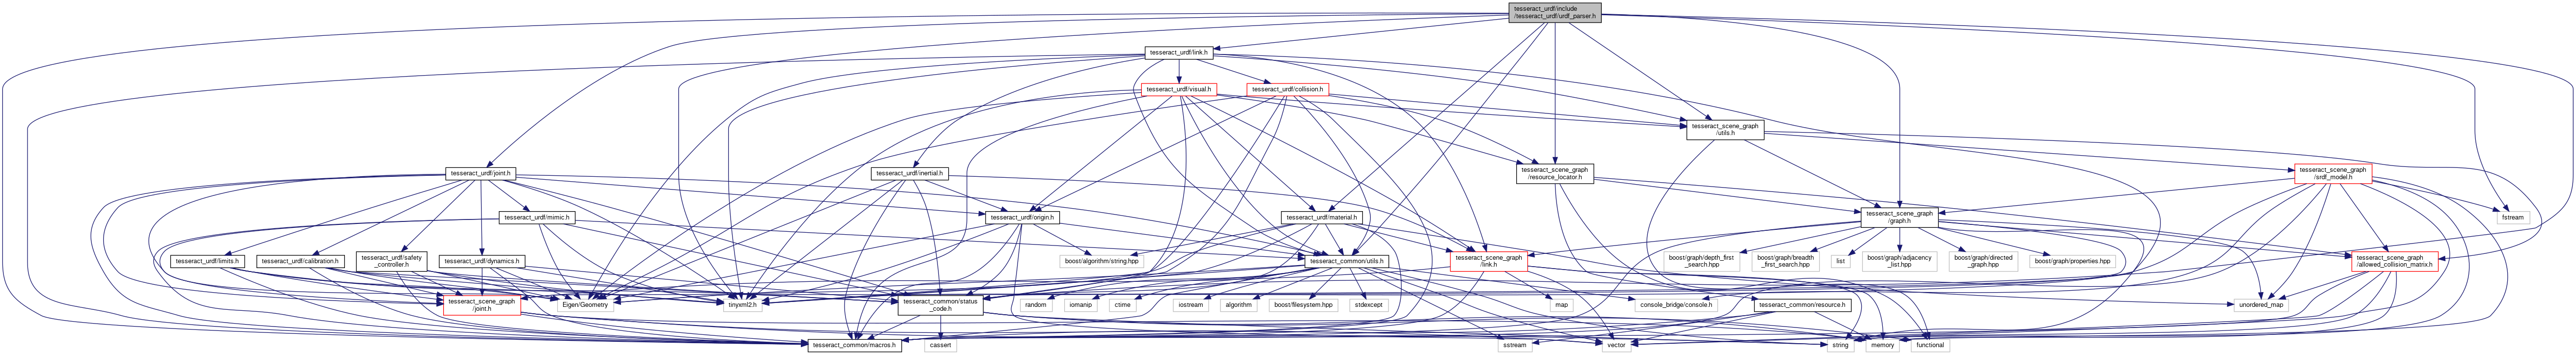 tesseract_urdf/include
/tesseract_urdf/urdf_parser.h
tesseract_urdf/link.h
tesseract_urdf/visual.h
tesseract_urdf/collision.h
tesseract_scene_graph
/utils.h
tesseract_urdf/joint.h
tesseract_urdf/inertial.h
tesseract_scene_graph
/resource_locator.h
tesseract_scene_graph
/srdf_model.h
tesseract_urdf/mimic.h
tesseract_urdf/origin.h
tesseract_urdf/material.h
tesseract_scene_graph
/graph.h
fstream
tesseract_urdf/limits.h
tesseract_urdf/calibration.h
tesseract_urdf/safety
_controller.h
tesseract_urdf/dynamics.h
boost/algorithm/string.hpp
tesseract_common/utils.h
tesseract_scene_graph
/link.h
boost/graph/depth_first
_search.hpp
boost/graph/breadth
_first_search.hpp
list
boost/graph/adjacency
_list.hpp
boost/graph/directed
_graph.hpp
boost/graph/properties.hpp
tesseract_scene_graph
/allowed_collision_matrix.h
tesseract_scene_graph
/joint.h
Eigen/Geometry
tinyxml2.h
tesseract_common/status
_code.h
random
iomanip
ctime
iostream
algorithm
boost/filesystem.hpp
stdexcept
map
console_bridge/console.h
tesseract_common/resource.h
unordered_map
tesseract_common/macros.h
cassert
sstream
vector
string
memory
functional